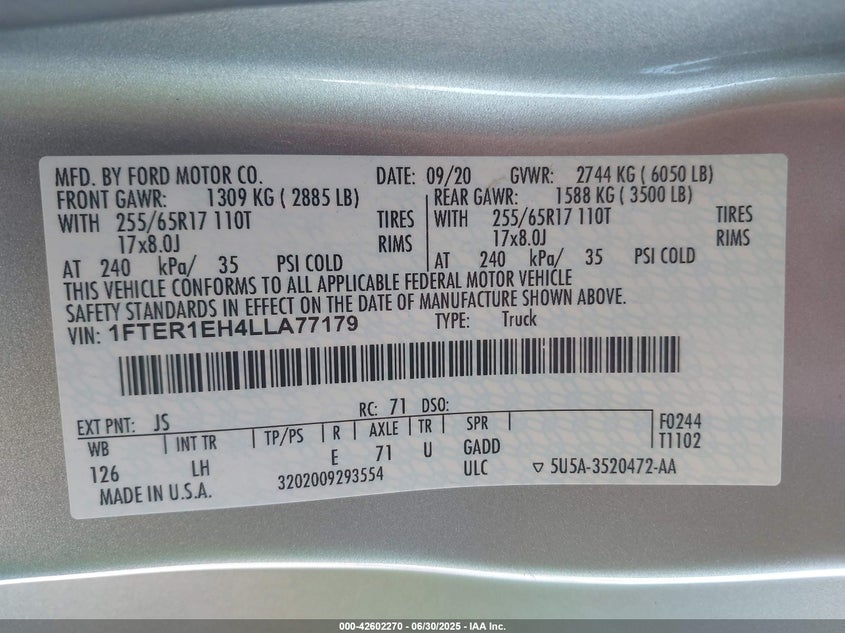 MFD. BY FORD MOTOR CO. DATE: 09/20 GVWR: 2744 KG ( 6050 LB)
FRONT GAWR: 1309 KG ( 2885 LB) REAR GAWR: 1588 KG ( 3500 LB)
WITH 255/65R17 110T TIRES WITH 255/65R17 110T TIRES
17x8.0J RIMS 17x8.0J RIMS
AT 240 kPa/ 35 PSI COLD AT 240 kPa/ 35 PSI COLD
THIS VEHICLE CONFORMS TO ALL APPLICABLE FEDERAL MOTOR VEHICLE
SAFETY STANDARDS IN EFFECT ON THE DATE OF MANUFACTURE SHOWN ABOVE.
VIN: 1FTER1EH4LLA77179 TYPE: Truck
EXT PNT: JS RC: 71 DSO: F0244
WB INT TR TP/PS R AXLE TR SPR T1102
126 LH E 71 U GADD
MADE IN U.S.A. 3202009293554 ULC ▽ 5U5A-3520472-AA
000-42602270 - 06/30/2025 - IAA Inc.